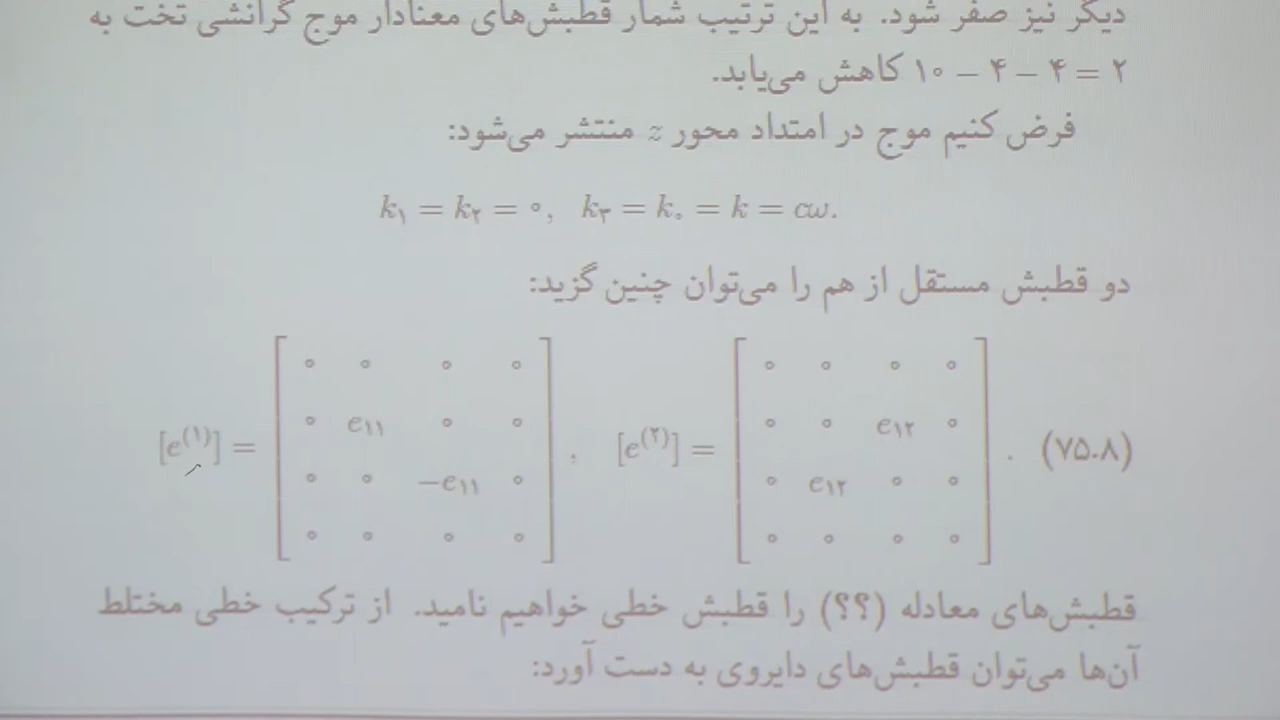 دیگر نیز صفر شود. به این ترتیب شمار قطبش‌های معنادار موج گرانشی تخت به
۱۰ − ۴ − ۴ = ۲ کاهش می‌یابد.
فرض کنیم موج در امتداد محور z منتشر می‌شود:
k₁ = k₂ = ۰, k₃ = k₀ = k = cω.
دو قطبش مستقل از هم را می‌توان چنین گزید:
[e⁽¹⁾] = [۰ ۰ ۰ ۰; ۰ e₁₁ ۰ ۰; ۰ ۰ −e₁₁ ۰; ۰ ۰ ۰ ۰], [e⁽²⁾] = [۰ ۰ ۰ ۰; ۰ ۰ e₁₂ ۰; ۰ e₁₂ ۰ ۰; ۰ ۰ ۰ ۰]. (۷۵.۸)
قطبش‌های معادله (؟؟) را قطبش خطی خواهیم نامید. از ترکیب خطی مختلط
آن‌ها می‌توان قطبش‌های دایروی به دست آورد: